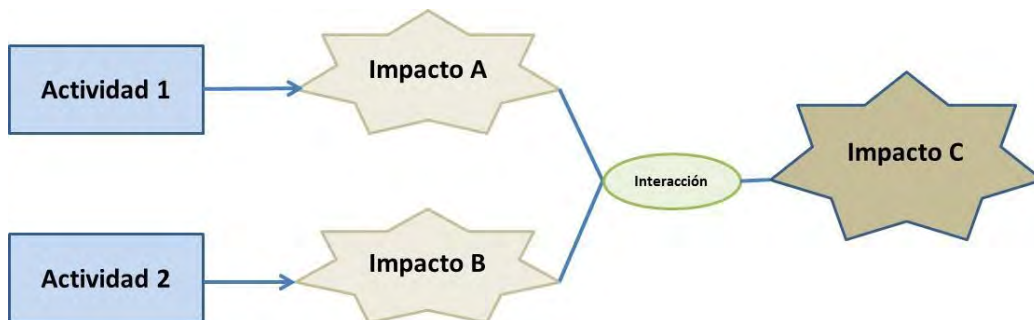 Actividad 1
Impacto A
Interacción
Impacto C
Actividad 2
Impacto B